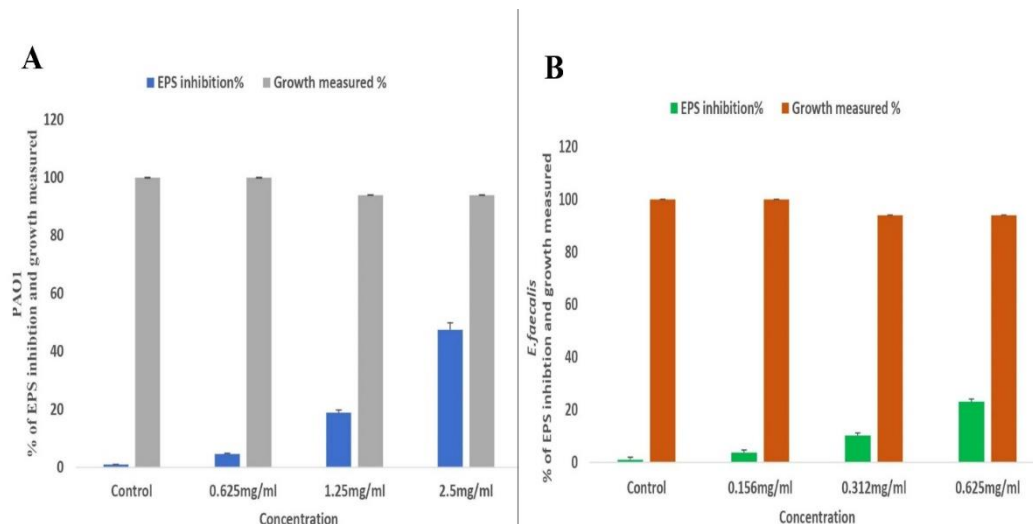 A
EPS inhibition% Growth measured %
120
100
80
60
40
20
0
PAO1
% of EPS inhibtion and growth measured
Control 0.625mg/ml 1.25mg/ml 2.5mg/ml
Concentration
B
EPS inhibition% Growth measured %
120
100
80
60
40
20
0
E.faecalis
% of EPS inhibtion and growth measured
Control 0.156mg/ml 0.312mg/ml 0.625mg/ml
Concentration